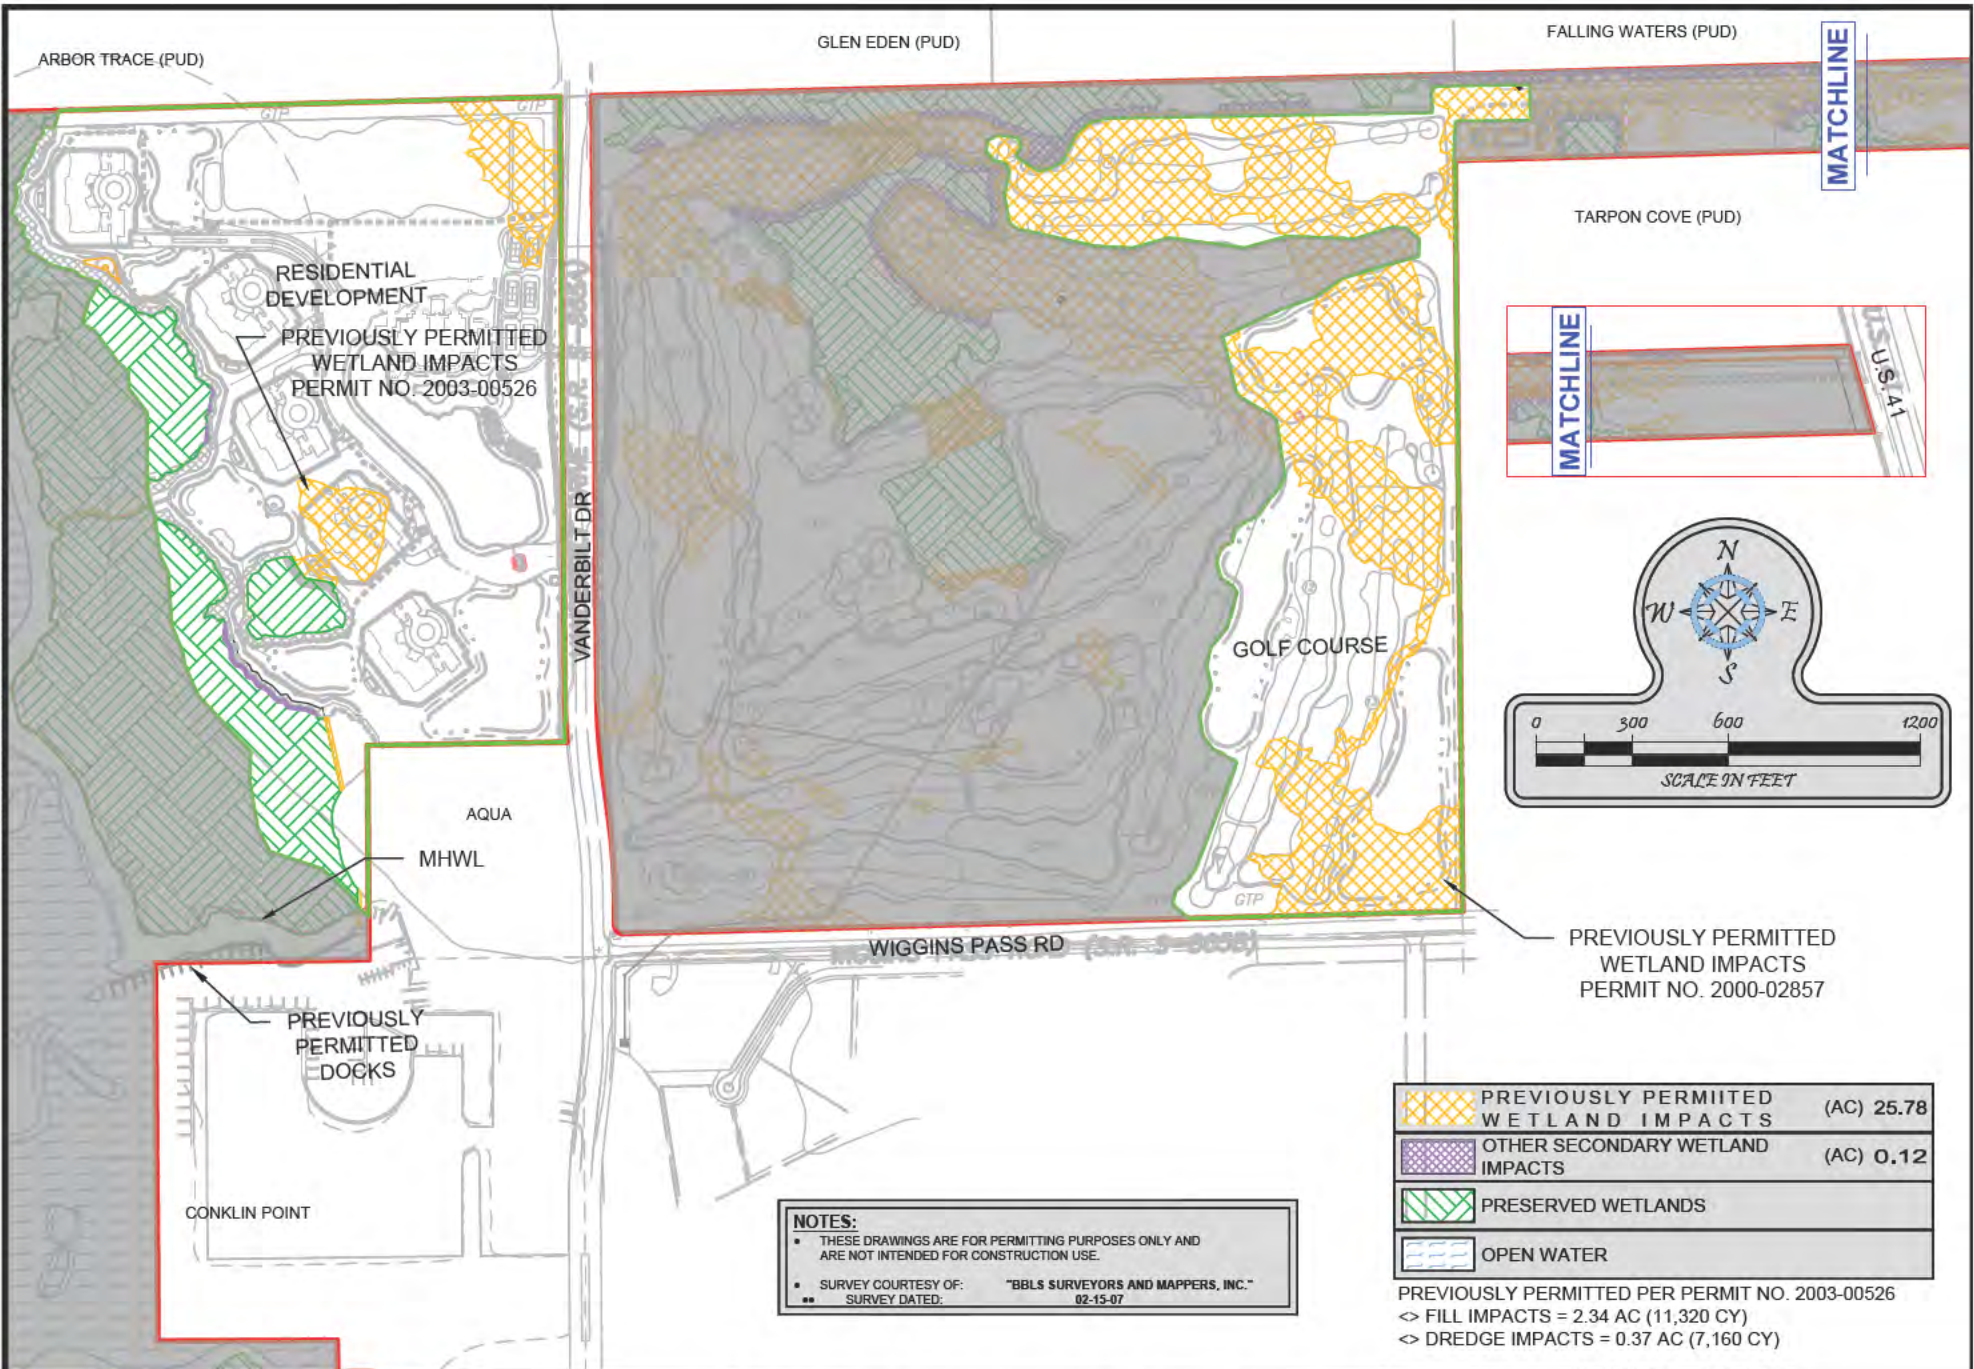 ARBOR TRACE (PUD)
GLEN EDEN (PUD)
FALLING WATERS (PUD)
MATCHLINE
GTP
GTP
TARPON COVE (PUD)
RESIDENTIAL
DEVELOPMENT
PREVIOUSLY PERMITTED
WETLAND IMPACTS
PERMIT NO. 2003-00526
MATCHLINE
U.S. 41
VANDERBILT DR
N
W
E
S
GOLF COURSE
0 300 600 1200
SCALE IN FEET
AQUA
MHWL
GTP
WIGGINS PASS RD
PREVIOUSLY PERMITTED
WETLAND IMPACTS
PERMIT NO. 2000-02857
PREVIOUSLY
PERMITTED
DOCKS
CONKLIN POINT
PREVIOUSLY PERMIITED
WETLAND IMPACTS (AC) 25.78
OTHER SECONDARY WETLAND
IMPACTS (AC) 0.12
PRESERVED WETLANDS
OPEN WATER
NOTES:
• THESE DRAWINGS ARE FOR PERMITTING PURPOSES ONLY AND
ARE NOT INTENDED FOR CONSTRUCTION USE.
• SURVEY COURTESY OF: "BBLS SURVEYORS AND MAPPERS, INC."
•• SURVEY DATED: 02-15-07
PREVIOUSLY PERMITTED PER PERMIT NO. 2003-00526
<> FILL IMPACTS = 2.34 AC (11,320 CY)
<> DREDGE IMPACTS = 0.37 AC (7,160 CY)